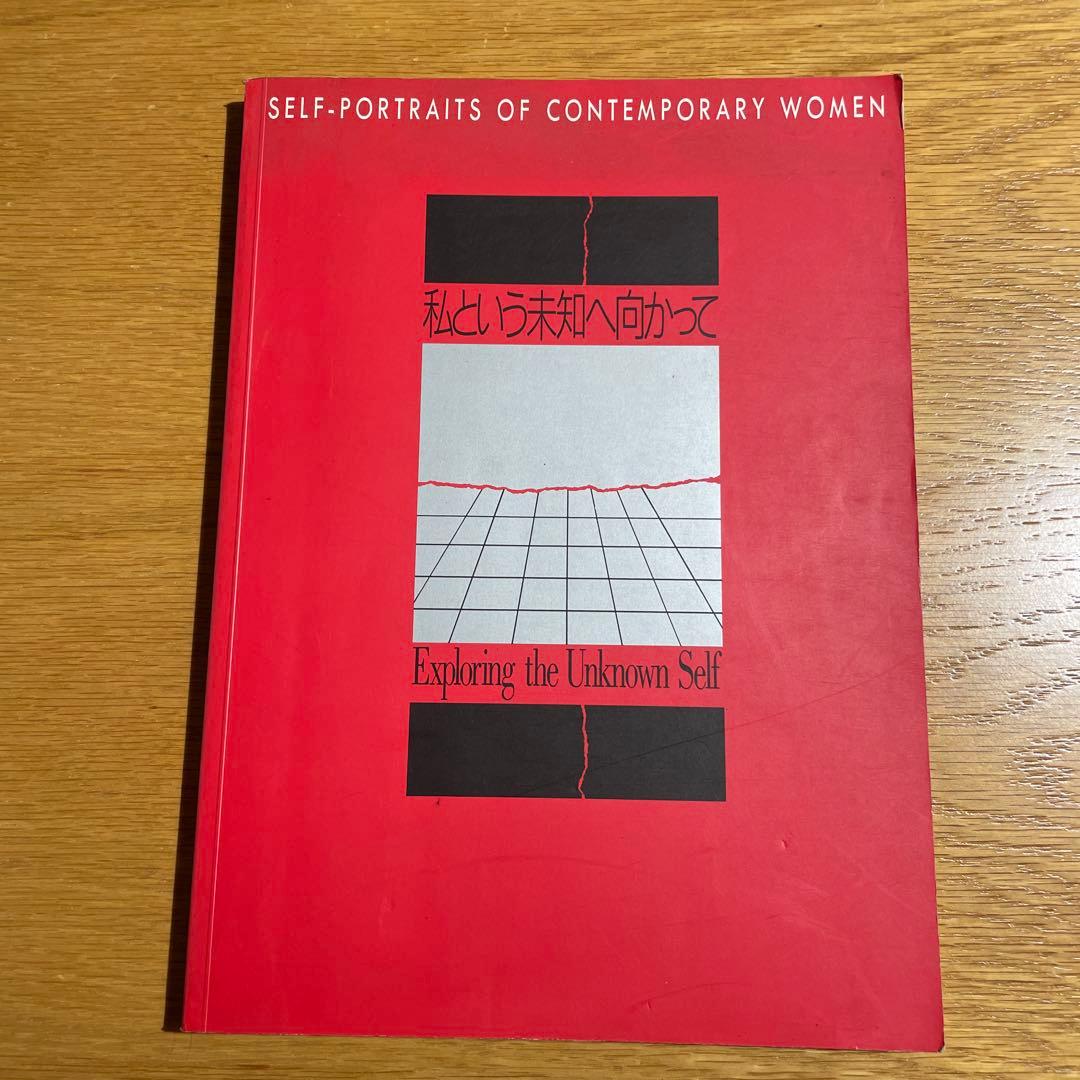 SELF-PORTRAITS OF CONTEMPORARY WOMEN
私という未知へ向かって
Exploring the Unknown Self